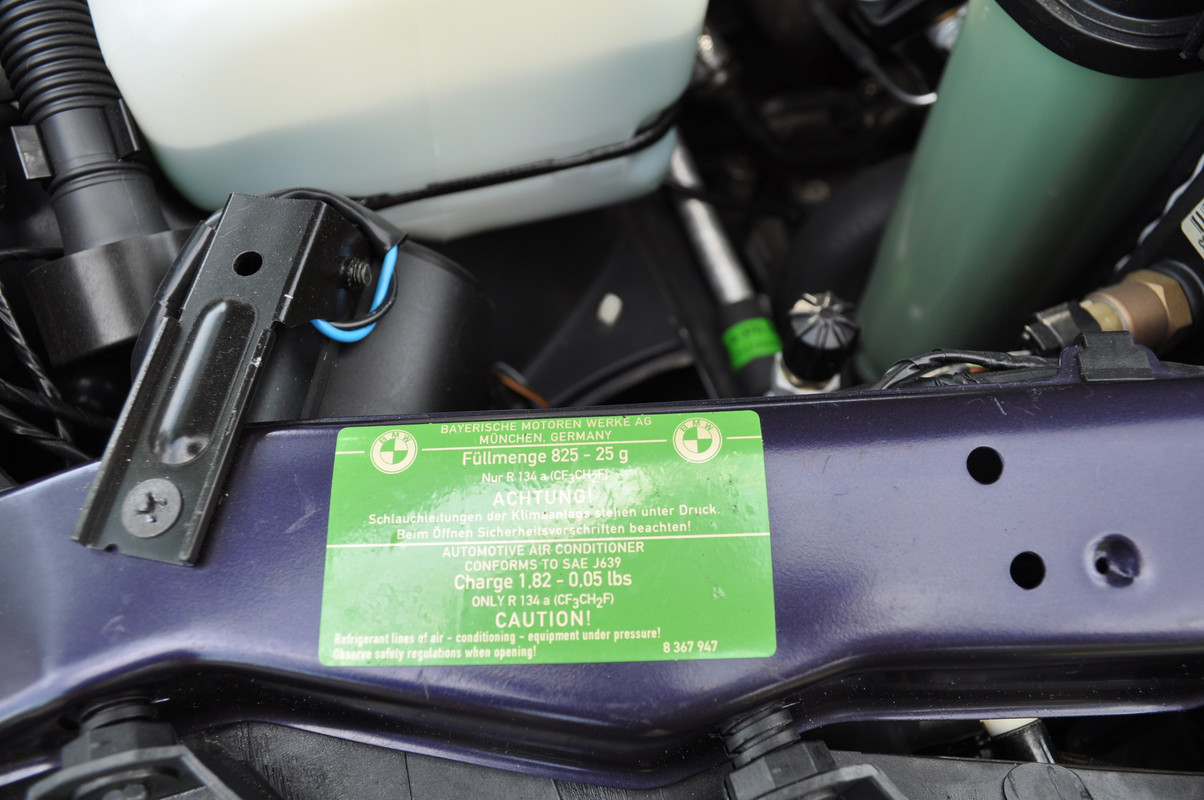 BAYERISCHE MOTOREN WERKE AG
MÜNCHEN, GERMANY
BMW
BMW
Füllmenge 825 - 25 g
Nur R 134 a (CF3CH2F)
ACHTUNG!
Schlauchleitungen der Klimaanlage stehen unter Druck.
Beim Öffnen Sicherheitsvorschriften beachten!
AUTOMOTIVE AIR CONDITIONER
CONFORMS TO SAE J639
Charge 1.82 - 0.05 lbs
ONLY R 134 a (CF3CH2F)
CAUTION!
Refrigerant lines of air - conditioning - equipment under pressure!
Observe safety regulations when opening!
8 367 947